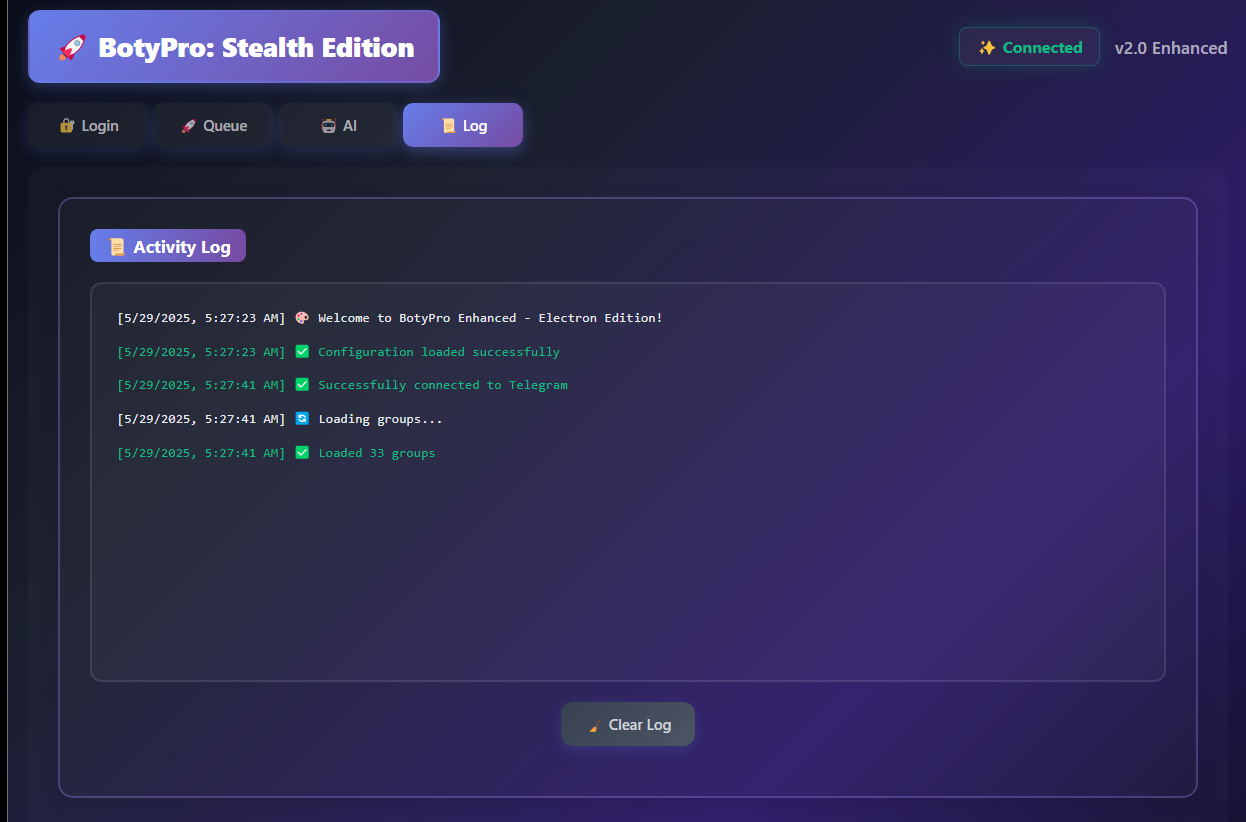 🚀 BotyPro: Stealth Edition
✨ Connected
v2.0 Enhanced
🔐 Login
🚀 Queue
🤖 AI
📜 Log
📜 Activity Log
[5/29/2025, 5:27:23 AM] 🎨 Welcome to BotyPro Enhanced - Electron Edition!
[5/29/2025, 5:27:23 AM] ✅ Configuration loaded successfully
[5/29/2025, 5:27:41 AM] ✅ Successfully connected to Telegram
[5/29/2025, 5:27:41 AM] 🔄 Loading groups...
[5/29/2025, 5:27:41 AM] ✅ Loaded 33 groups
🧹 Clear Log